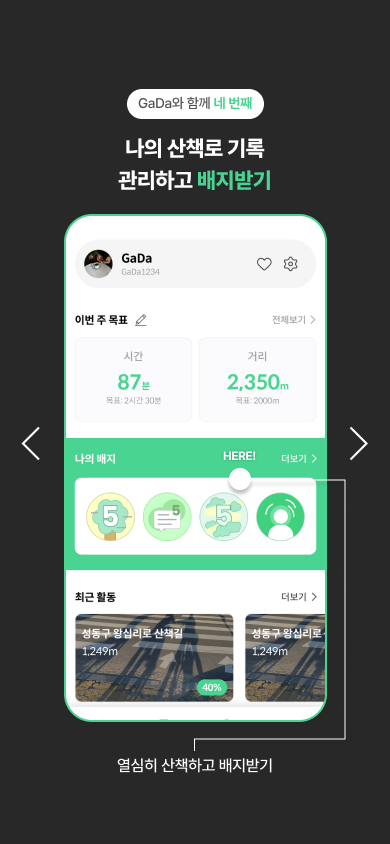 GaDa와 함께 네 번째
나의 산책로 기록
관리하고 배지받기
GaDa
GaDa1234
이번 주 목표
전체보기
시간
거리
87분
2,350m
목표: 2시간 30분
목표: 2000m
HERE!
나의 배지
더보기
5
5
5
최근 활동
더보기
성동구 왕십리로 산책길
성동구 왕십리로
1,249m
1,249m
40%
열심히 산책하고 배지받기